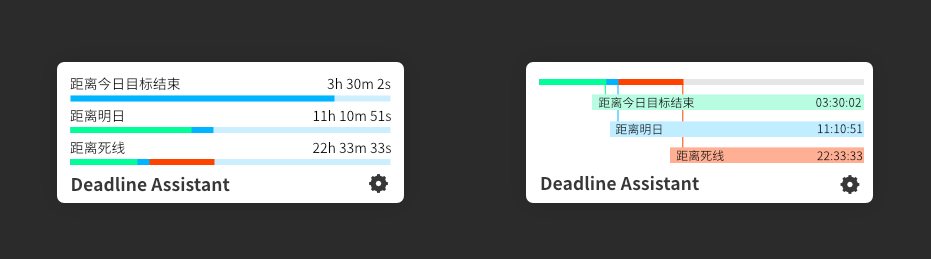 距离今日目标结束 3h 30m 2s
距离明日 11h 10m 51s
距离死线 22h 33m 33s
Deadline Assistant
距离今日目标结束 03:30:02
距离明日 11:10:51
距离死线 22:33:33
Deadline Assistant